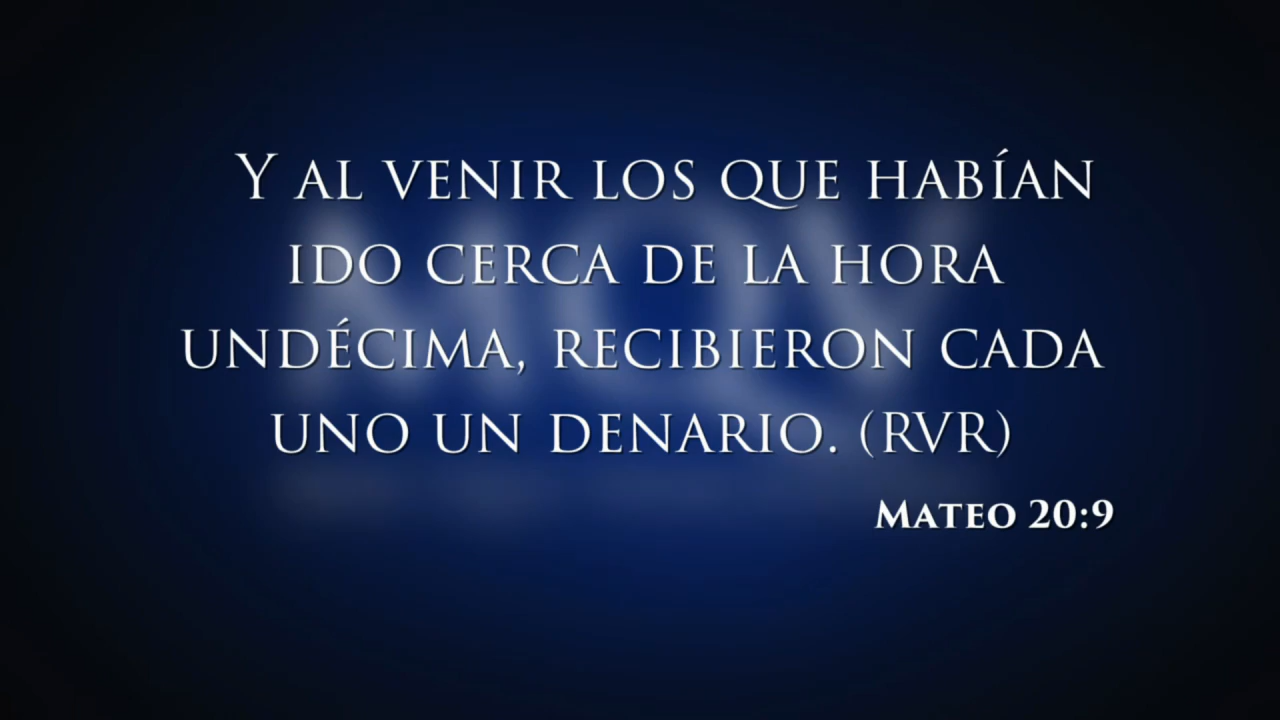 Y AL VENIR LOS QUE HABÍAN
IDO CERCA DE LA HORA
UNDÉCIMA, RECIBIERON CADA
UNO UN DENARIO. (RVR)
MATEO 20:9